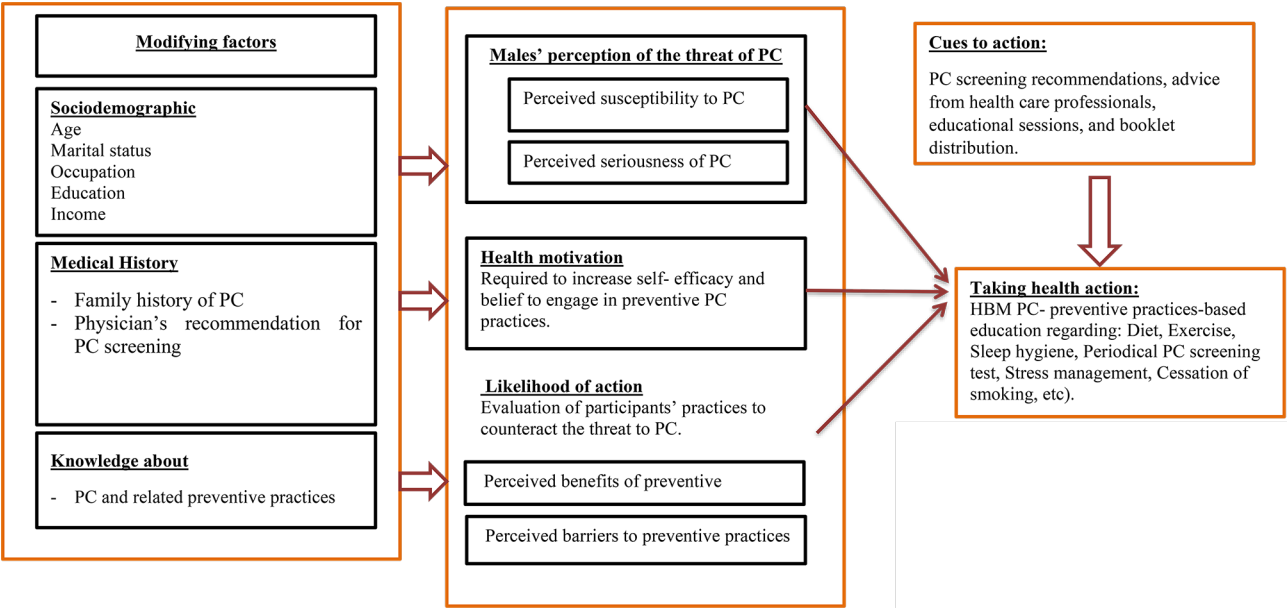 Modifying factors
Sociodemographic
Age
Marital status
Occupation
Education
Income
Medical History
- Family history of PC
- Physician's recommendation for
PC screening
Knowledge about
- PC and related preventive practices
Males' perception of the threat of PC
Perceived susceptibility to PC
Perceived seriousness of PC
Health motivation
Required to increase self- efficacy and
belief to engage in preventive PC
practices.
Likelihood of action
Evaluation of participants' practices to
counteract the threat to PC.
Perceived benefits of preventive
Perceived barriers to preventive practices
Cues to action:
PC screening recommendations, advice
from health care professionals,
educational sessions, and booklet
distribution.
Taking health action:
HBM PC- preventive practices-based
education regarding: Diet, Exercise,
Sleep hygiene, Periodical PC screening
test, Stress management, Cessation of
smoking, etc).